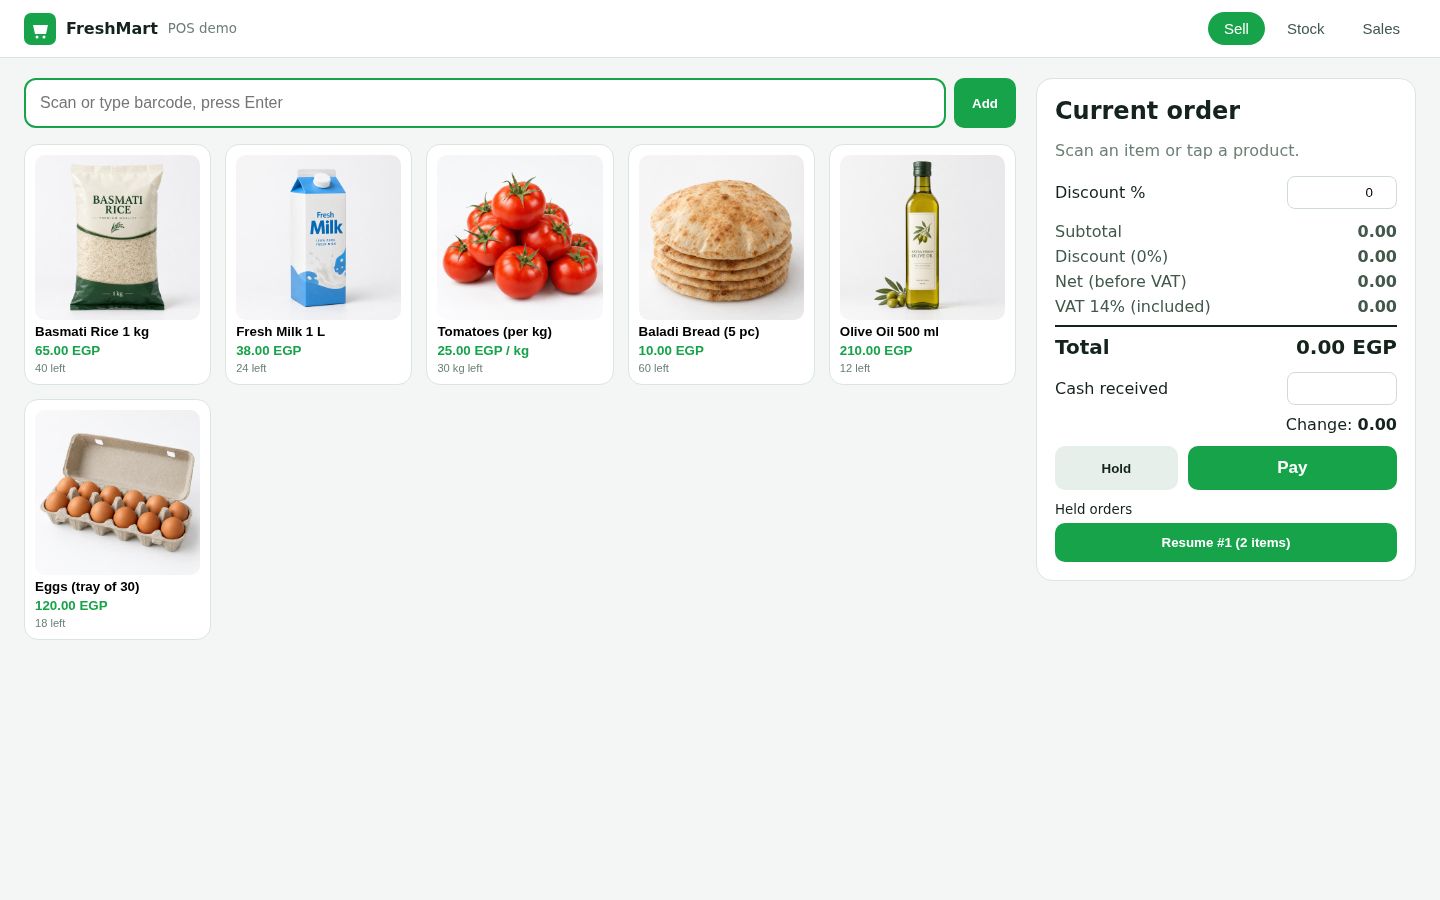 FreshMart POS demo
Sell Stock Sales
Scan or type barcode, press Enter
Add
BASMATI
RICE
1 kg
Basmati Rice 1 kg
65.00 EGP
40 left
Fresh
Milk
Fresh Milk 1 L
38.00 EGP
24 left
Tomatoes (per kg)
25.00 EGP / kg
30 kg left
Baladi Bread (5 pc)
10.00 EGP
60 left
OLIVE OIL
Olive Oil 500 ml
210.00 EGP
12 left
Eggs (tray of 30)
120.00 EGP
18 left
Current order
Scan an item or tap a product.
Discount % 0
Subtotal 0.00
Discount (0%) 0.00
Net (before VAT) 0.00
VAT 14% (included) 0.00
Total 0.00 EGP
Cash received
Change: 0.00
Hold Pay
Held orders
Resume #1 (2 items)